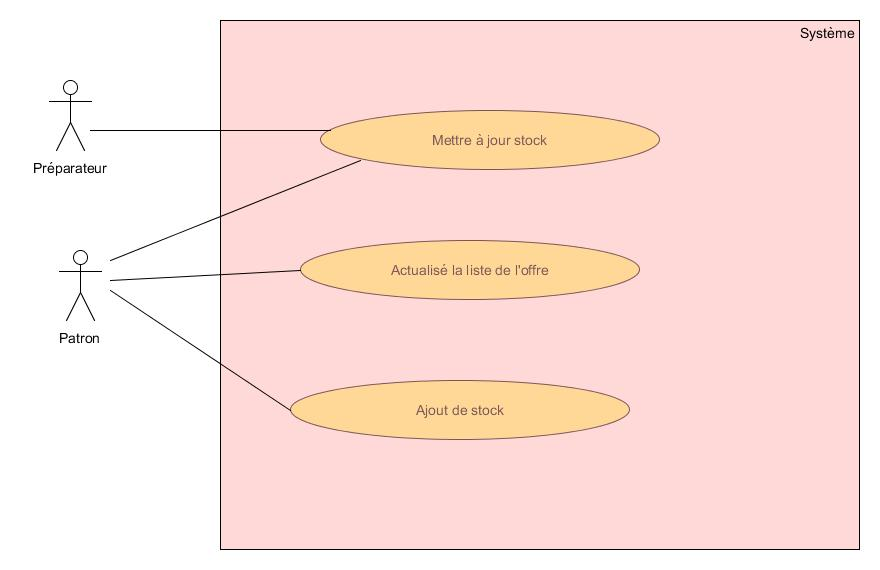 Système
Préparateur
Mettre à jour stock
Patron
Actualisé la liste de l'offre
Ajout de stock